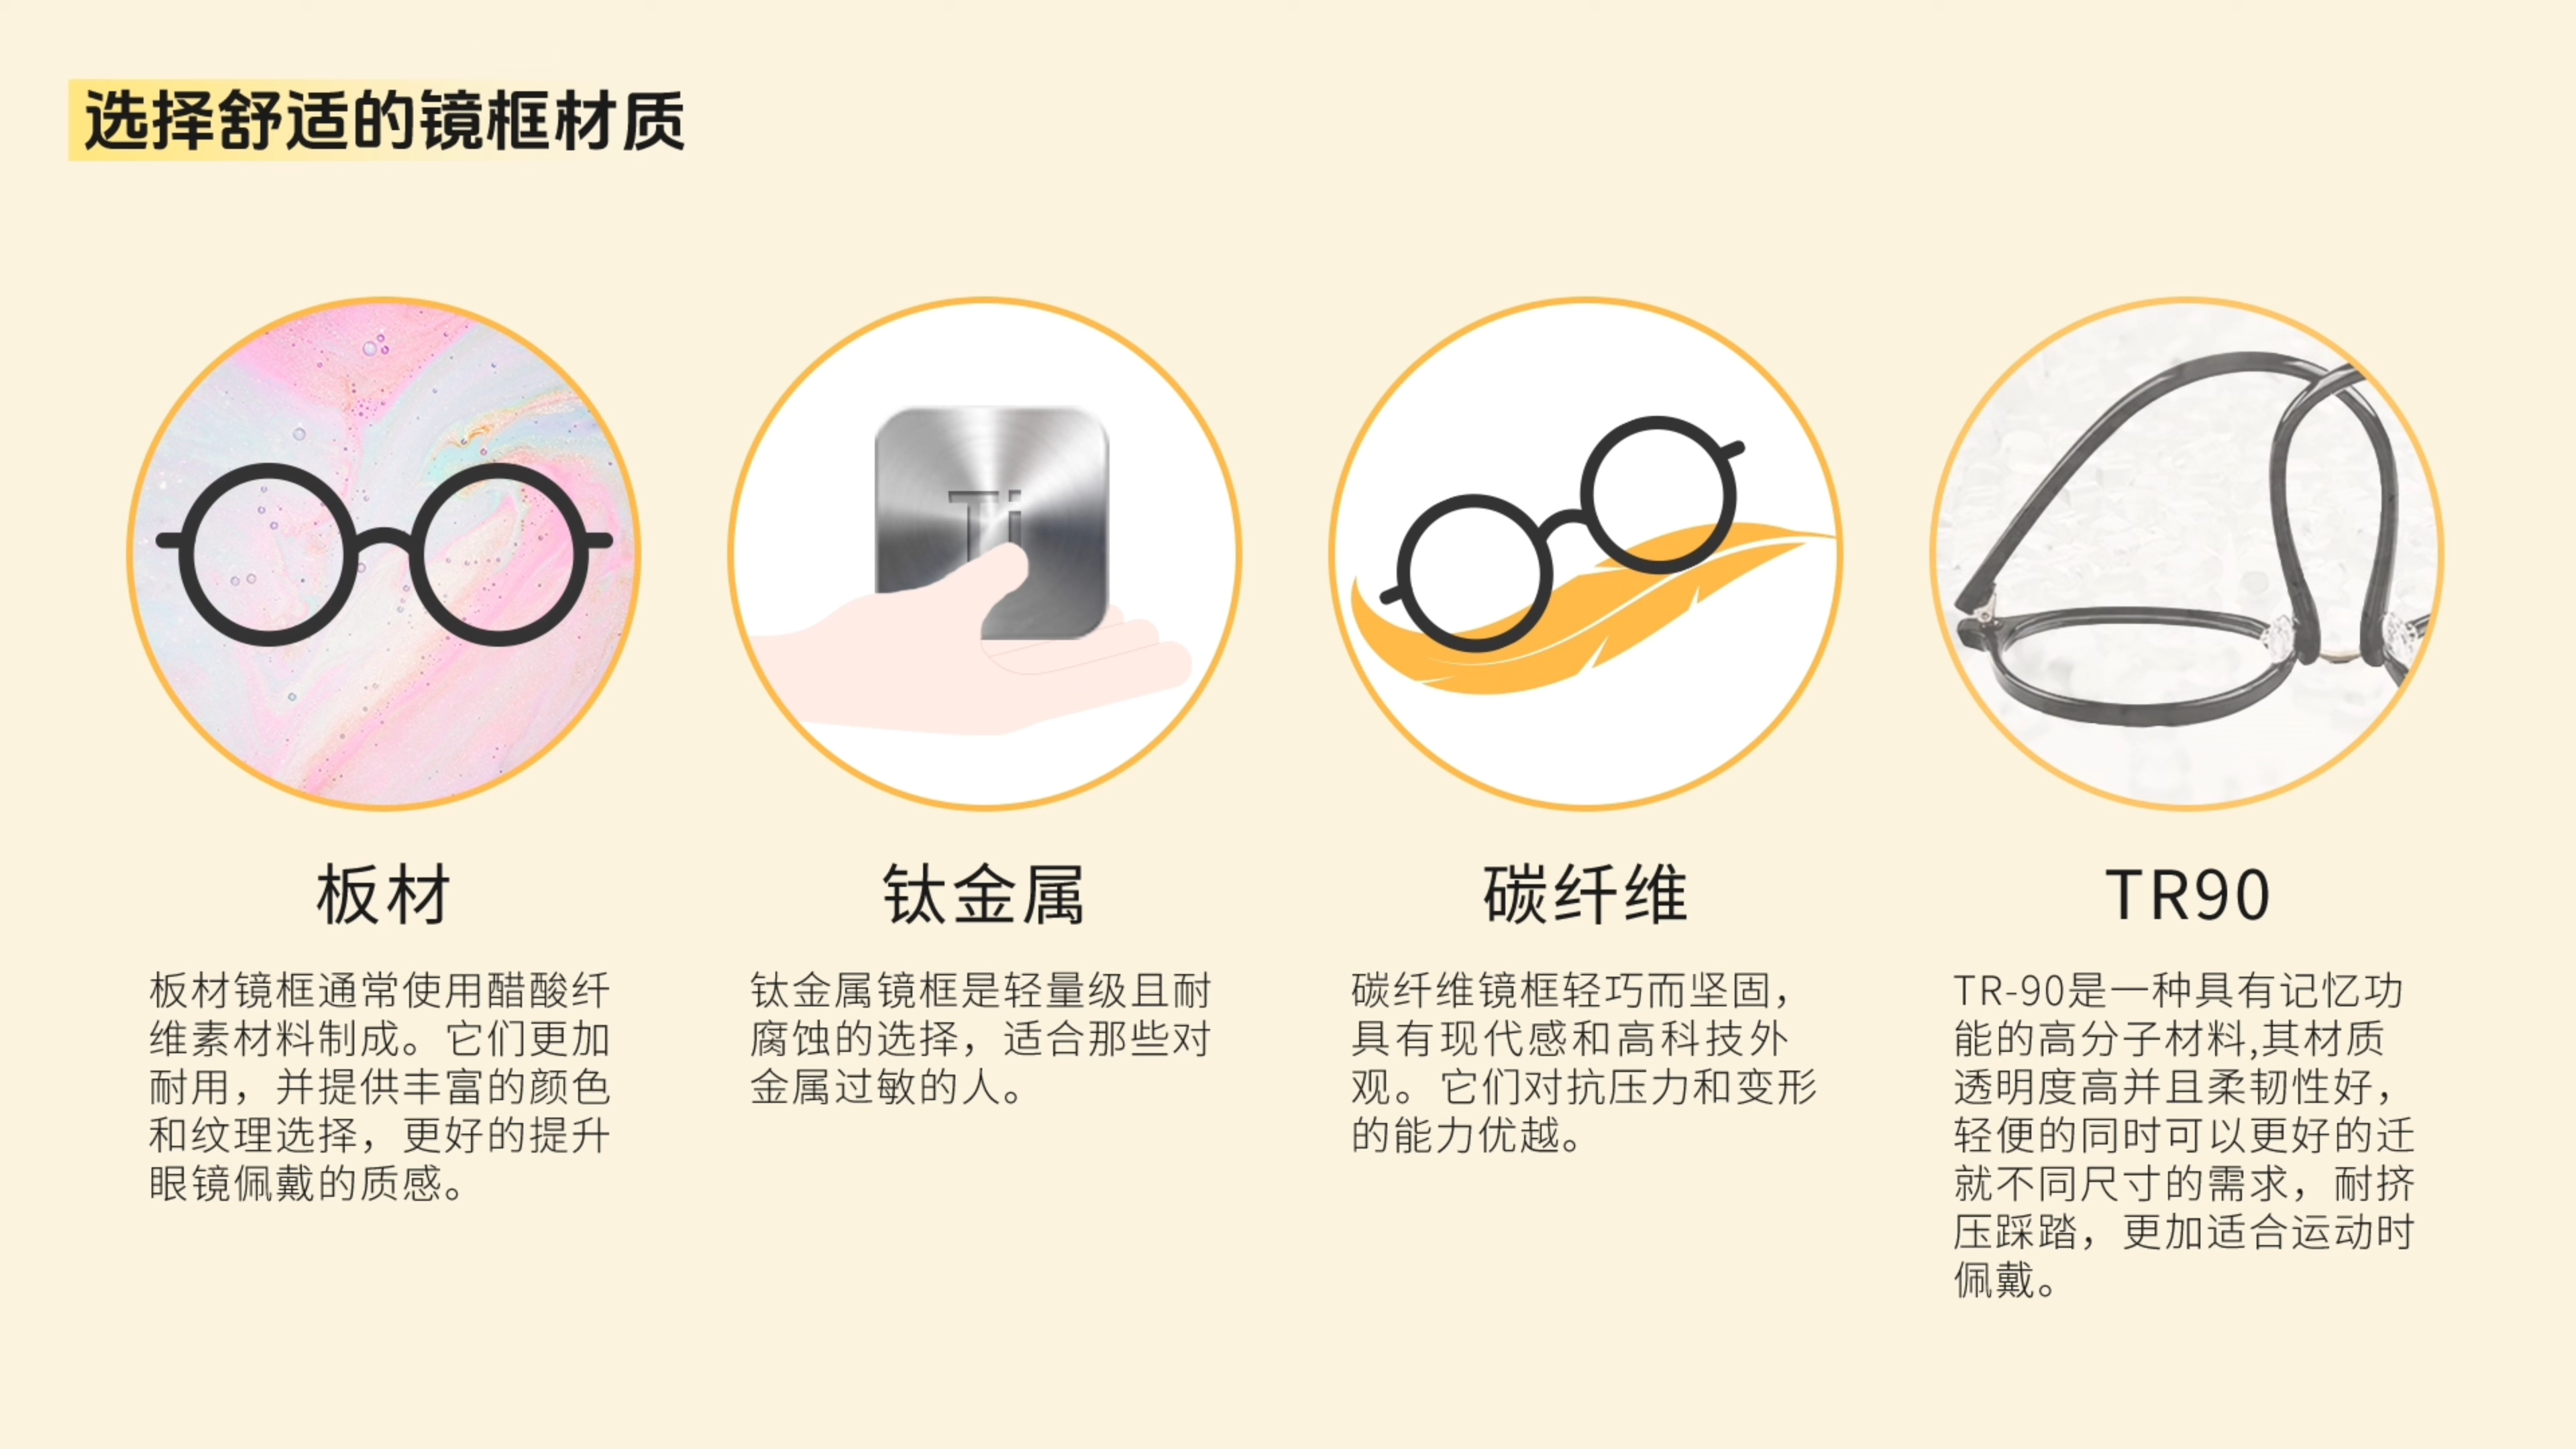 选择舒适的镜框材质
Ti
板材
板材镜框通常使用醋酸纤
维素材料制成。它们更加
耐用，并提供丰富的颜色
和纹理选择，更好的提升
眼镜佩戴的质感。
钛金属
钛金属镜框是轻量级且耐
腐蚀的选择，适合那些对
金属过敏的人。
碳纤维
碳纤维镜框轻巧而坚固，
具有现代感和高科技外
观。它们对抗压力和变形
的能力优越。
TR90
TR-90是一种具有记忆功
能的高分子材料,其材质
透明度高并且柔韧性好，
轻便的同时可以更好的迁
就不同尺寸的需求，耐挤
压踩踏，更加适合运动时
佩戴。